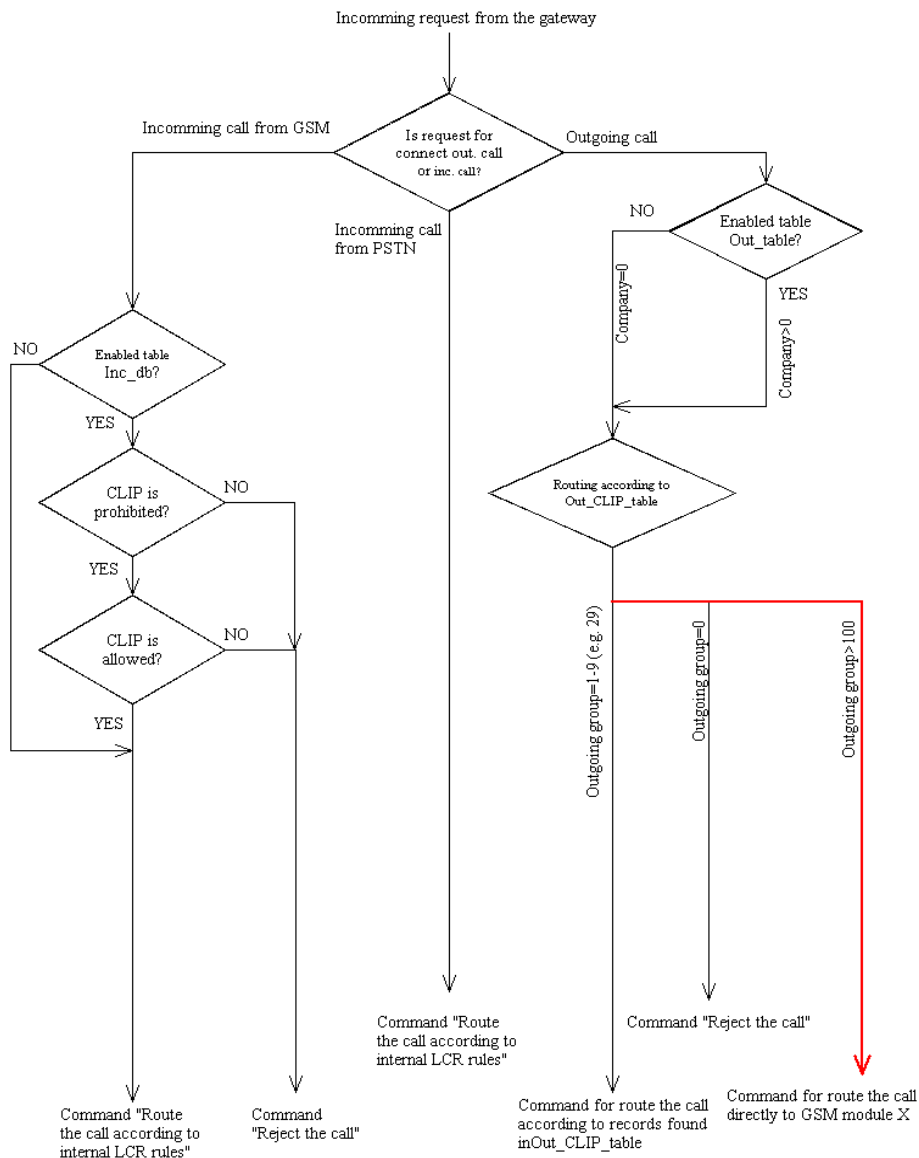 Incomming request from the gateway
Incomming call from GSM
Is request for
connect out. call
or inc. call?
Outgoing call
Incomming call
from PSTN
NO
Enabled table
Out_table?
YES
Company=0
Company>0
NO
Enabled table
Inc_db?
YES
CLIP is
prohibited?
NO
YES
Routing according to
Out_CLIP_table
CLIP is
allowed?
NO
YES
Outgoing group=1-9 (e.g. 29)
Outgoing group=0
Outgoing group>100
Command "Route
the call according to
internal LCR rules"
Command "Reject the call"
Command "Route
the call according to
internal LCR rules"
Command
"Reject the call"
Command for route the call
according to records found
inOut_CLIP_table
Command for route the call
directly to GSM module X